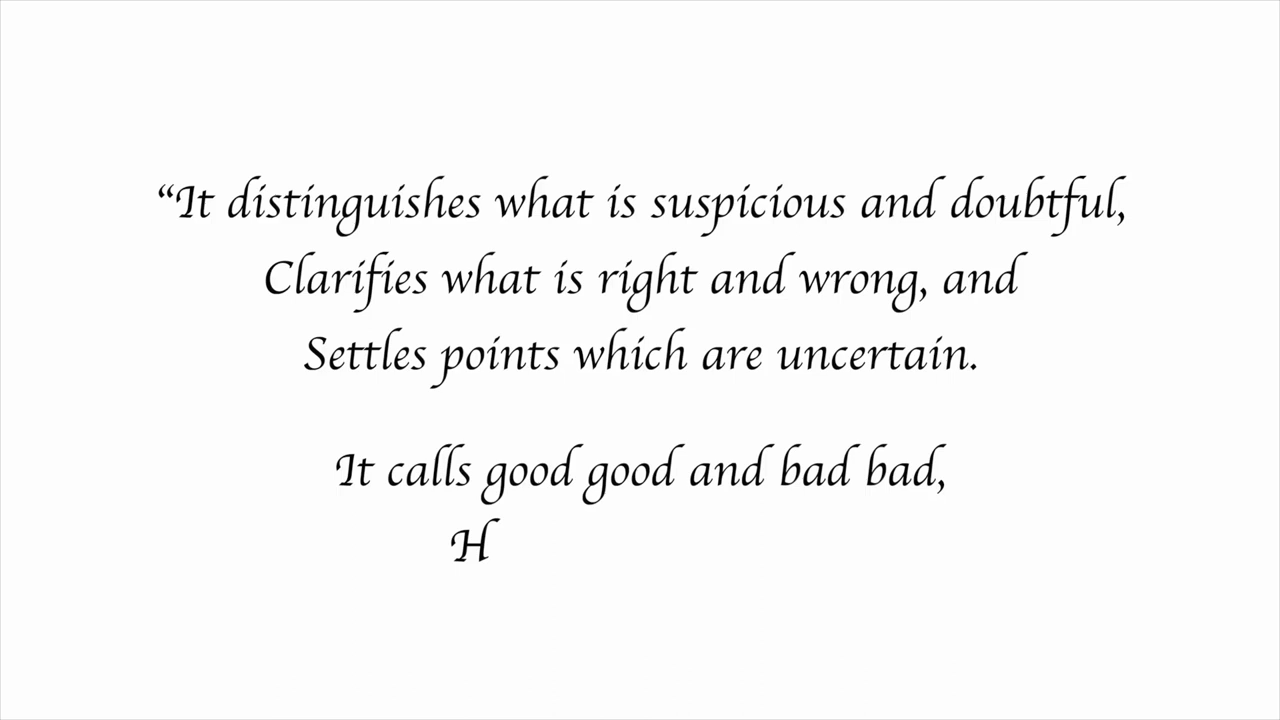 “It distinguishes what is suspicious and doubtful,
Clarifies what is right and wrong, and
Settles points which are uncertain.
It calls good good and bad bad,
H